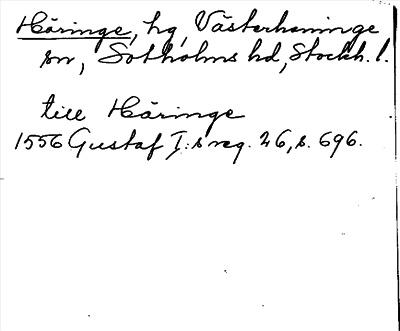 Häringe, hg, Västerhaninge
sn, Sotholms hd, Stockh. l.
till Häringe
1556 Gustaf I:s reg. 26, s. 696.